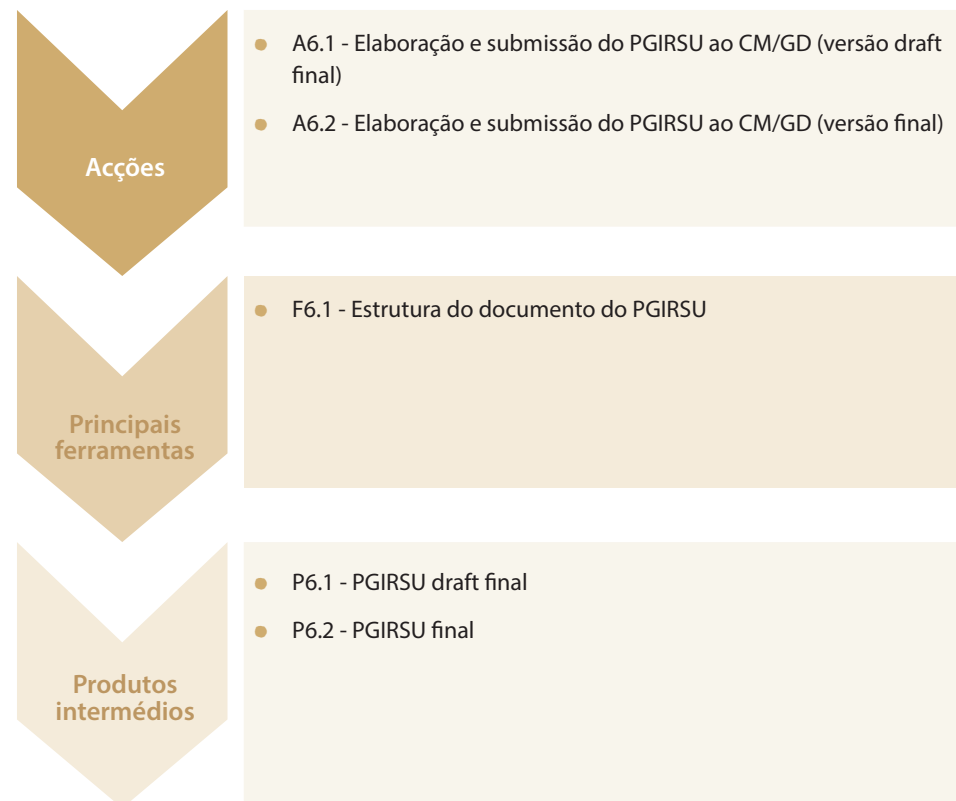 Acções
A6.1 - Elaboração e submissão do PGIRSU ao CM/GD (versão draft
final)
A6.2 - Elaboração e submissão do PGIRSU ao CM/GD (versão final)
Principais
ferramentas
F6.1 - Estrutura do documento do PGIRSU
Produtos
intermédios
P6.1 - PGIRSU draft final
P6.2 - PGIRSU final